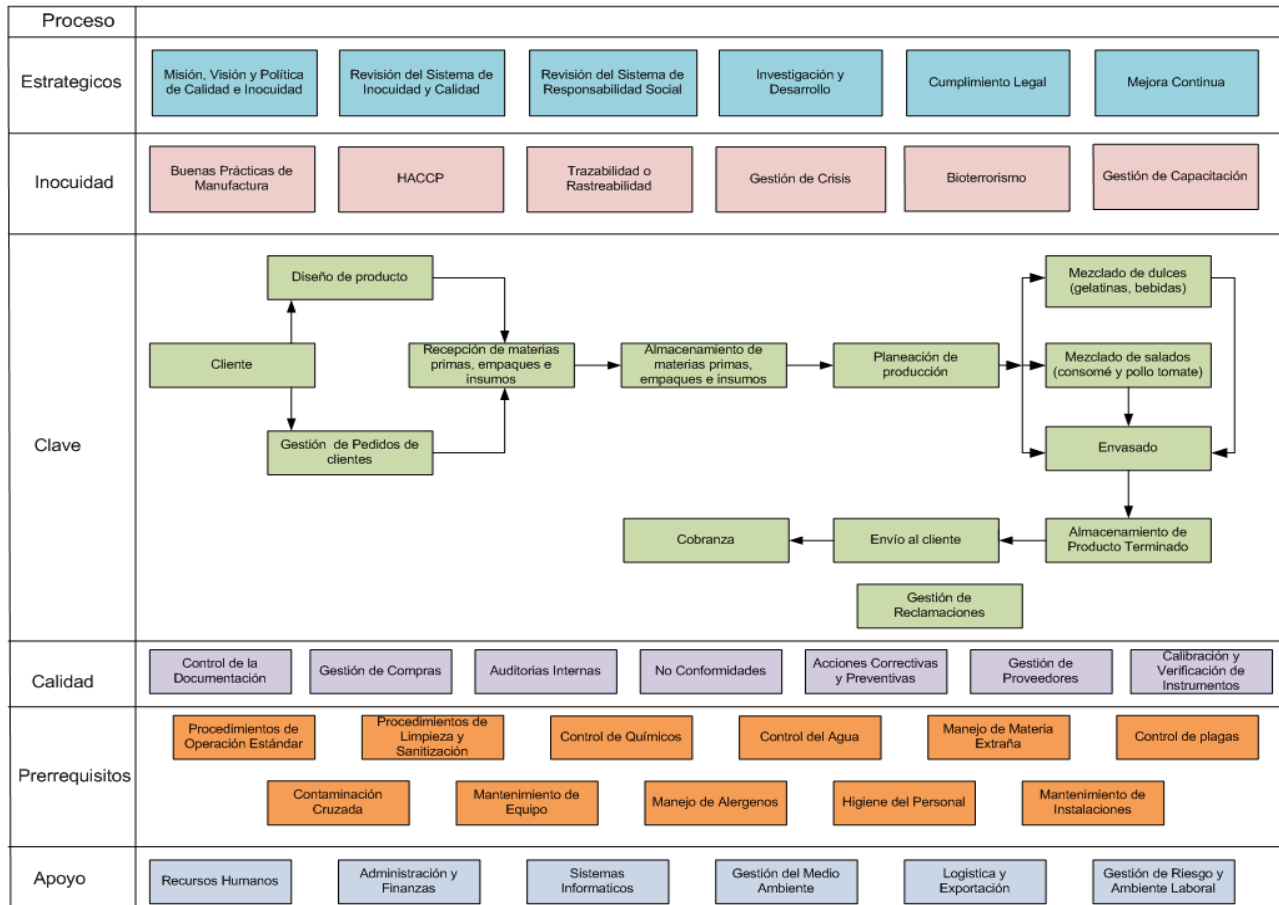 Proceso
Estrategicos
Misión, Visión y Política
de Calidad e Inocuidad
Revisión del Sistema de
Inocuidad y Calidad
Revisión del Sistema de
Responsabilidad Social
Investigación y
Desarrollo
Cumplimiento Legal
Mejora Continua
Inocuidad
Buenas Prácticas de
Manufactura
HACCP
Trazabilidad o
Rastreabilidad
Gestión de Crisis
Bioterrorismo
Gestión de Capacitación
Clave
Diseño de producto
Mezclado de dulces
(gelatinas, bebidas)
Cliente
Recepción de materias
primas, empaques e
insumos
Almacenamiento de
materias primas,
empaques e insumos
Planeación de
producción
Mezclado de salados
(consomé y pollo tomate)
Gestión de Pedidos de
clientes
Envasado
Cobranza
Envío al cliente
Almacenamiento de
Producto Terminado
Gestión de
Reclamaciones
Calidad
Control de la
Documentación
Gestión de Compras
Auditorias Internas
No Conformidades
Acciones Correctivas
y Preventivas
Gestión de
Proveedores
Calibración y
Verificación de
Instrumentos
Prerrequisitos
Procedimientos de
Operación Estándar
Procedimientos de
Limpieza y
Sanitización
Control de Químicos
Control del Agua
Manejo de Materia
Extraña
Control de plagas
Contaminación
Cruzada
Mantenimiento de
Equipo
Manejo de Alergenos
Higiene del Personal
Mantenimiento de
Instalaciones
Apoyo
Recursos Humanos
Administración y
Finanzas
Sistemas
Informaticos
Gestión del Medio
Ambiente
Logistica y
Exportación
Gestión de Riesgo y
Ambiente Laboral